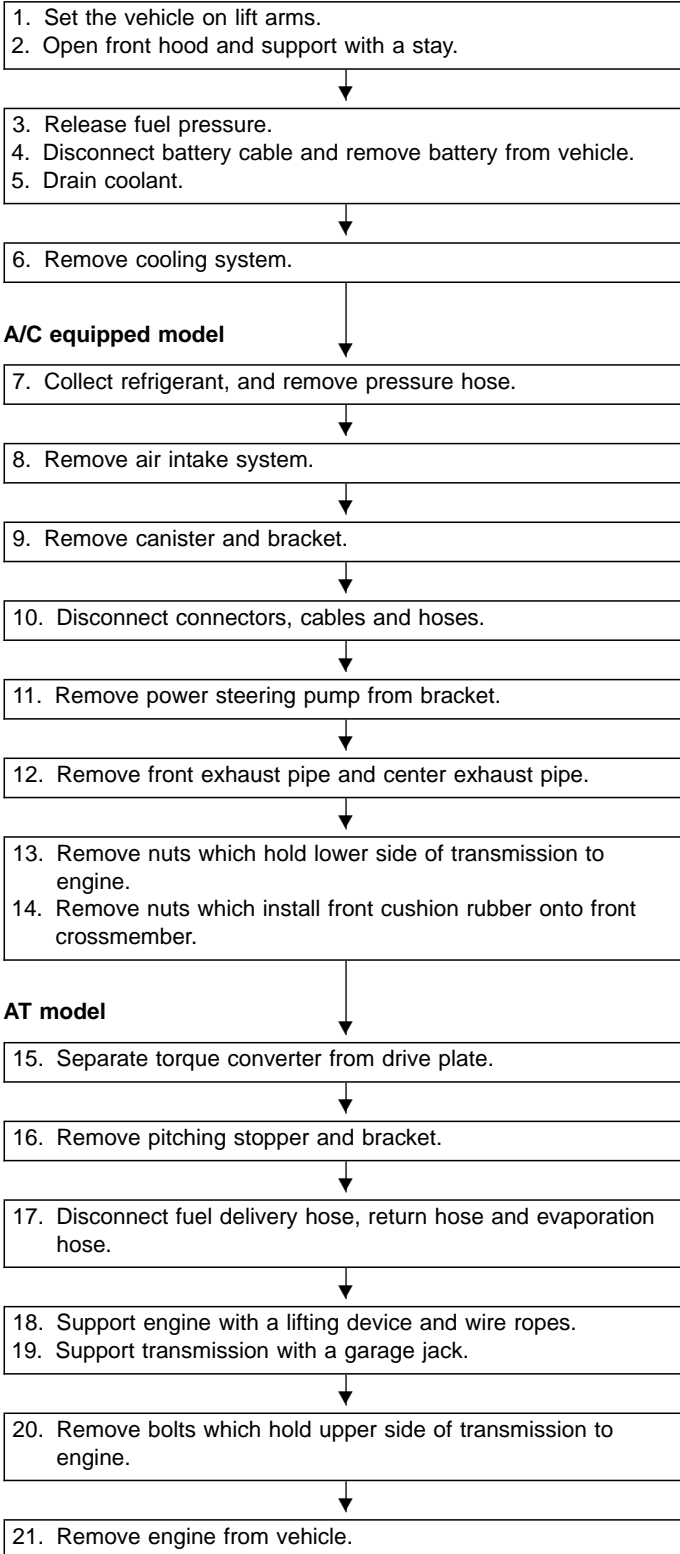 1. Set the vehicle on lift arms.
2. Open front hood and support with a stay.
3. Release fuel pressure.
4. Disconnect battery cable and remove battery from vehicle.
5. Drain coolant.
6. Remove cooling system.
A/C equipped model
7. Collect refrigerant, and remove pressure hose.
8. Remove air intake system.
9. Remove canister and bracket.
10. Disconnect connectors, cables and hoses.
11. Remove power steering pump from bracket.
12. Remove front exhaust pipe and center exhaust pipe.
13. Remove nuts which hold lower side of transmission to
engine.
14. Remove nuts which install front cushion rubber onto front
crossmember.
AT model
15. Separate torque converter from drive plate.
16. Remove pitching stopper and bracket.
17. Disconnect fuel delivery hose, return hose and evaporation
hose.
18. Support engine with a lifting device and wire ropes.
19. Support transmission with a garage jack.
20. Remove bolts which hold upper side of transmission to
engine.
21. Remove engine from vehicle.